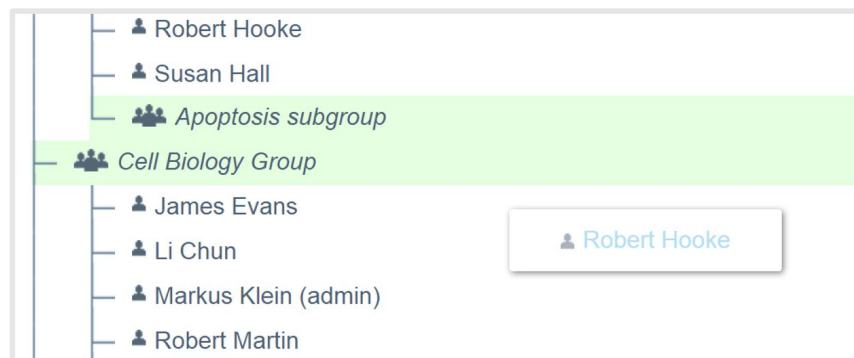 Robert Hooke
Susan Hall
Apoptosis subgroup
Cell Biology Group
James Evans
Robert Hooke
Li Chun
Markus Klein (admin)
Robert Martin